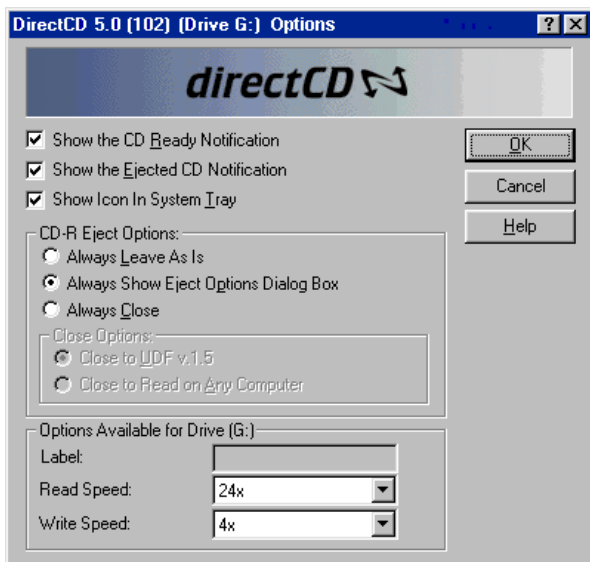 DirectCD 5.0 (102) (Drive G:) Options
directCD
Show the CD Ready Notification
OK
Show the Ejected CD Notification
Cancel
Show Icon In System Tray
Help
CD-R Eject Options:
Always Leave As Is
Always Show Eject Options Dialog Box
Always Close
Close Options:
Close to UDF v.1.5
Close to Read on Any Computer
Options Available for Drive (G:)
Label:
Read Speed: 24x
Write Speed: 4x